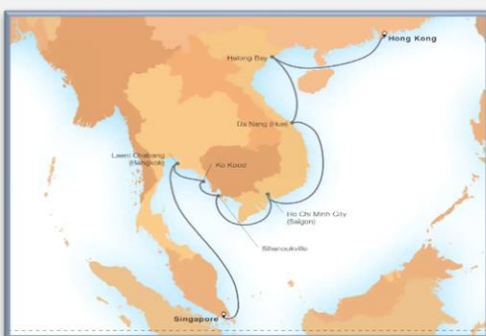 Hong Kong
Halong Bay
Da Nang (Hue)
Laem Chabang
(Bangkok)
Ko Kood
Ho Chi Minh City
(Saigon)
Sihanoukville
Singapore